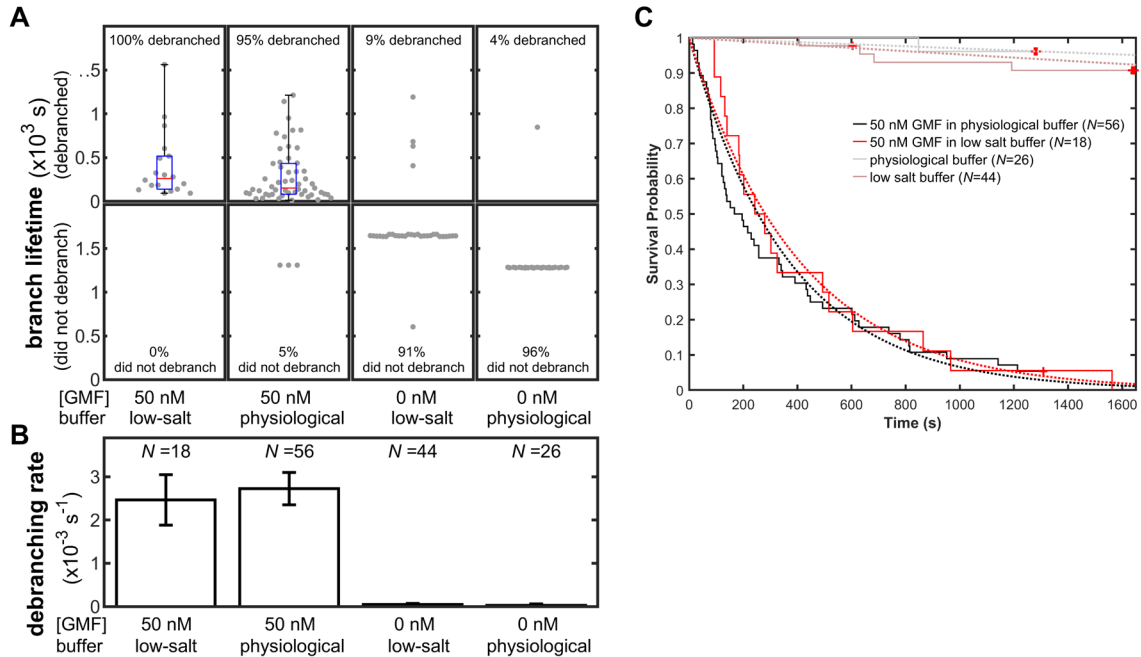 A
100% debranched
95% debranched
9% debranched
4% debranched
branch lifetime (x10³ s)
(debranched)
(did not debranch)
.5
1
0.5
0
1.5
1
0.5
0
0%
did not debranch
5%
did not debranch
91%
did not debranch
96%
did not debranch
[GMF] 50 nM 50 nM 0 nM 0 nM
buffer low-salt physiological low-salt physiological
B
debranching rate
(x10⁻³ s⁻¹)
3
2
1
0
N =18
N =56
N =44
N =26
[GMF] 50 nM 50 nM 0 nM 0 nM
buffer low-salt physiological low-salt physiological
C
Survival Probability
1
0.9
0.8
0.7
0.6
0.5
0.4
0.3
0.2
0.1
0
50 nM GMF in physiological buffer (N=56)
50 nM GMF in low salt buffer (N=18)
physiological buffer (N=26)
low salt buffer (N=44)
0 200 400 600 800 1000 1200 1400 1600
Time (s)